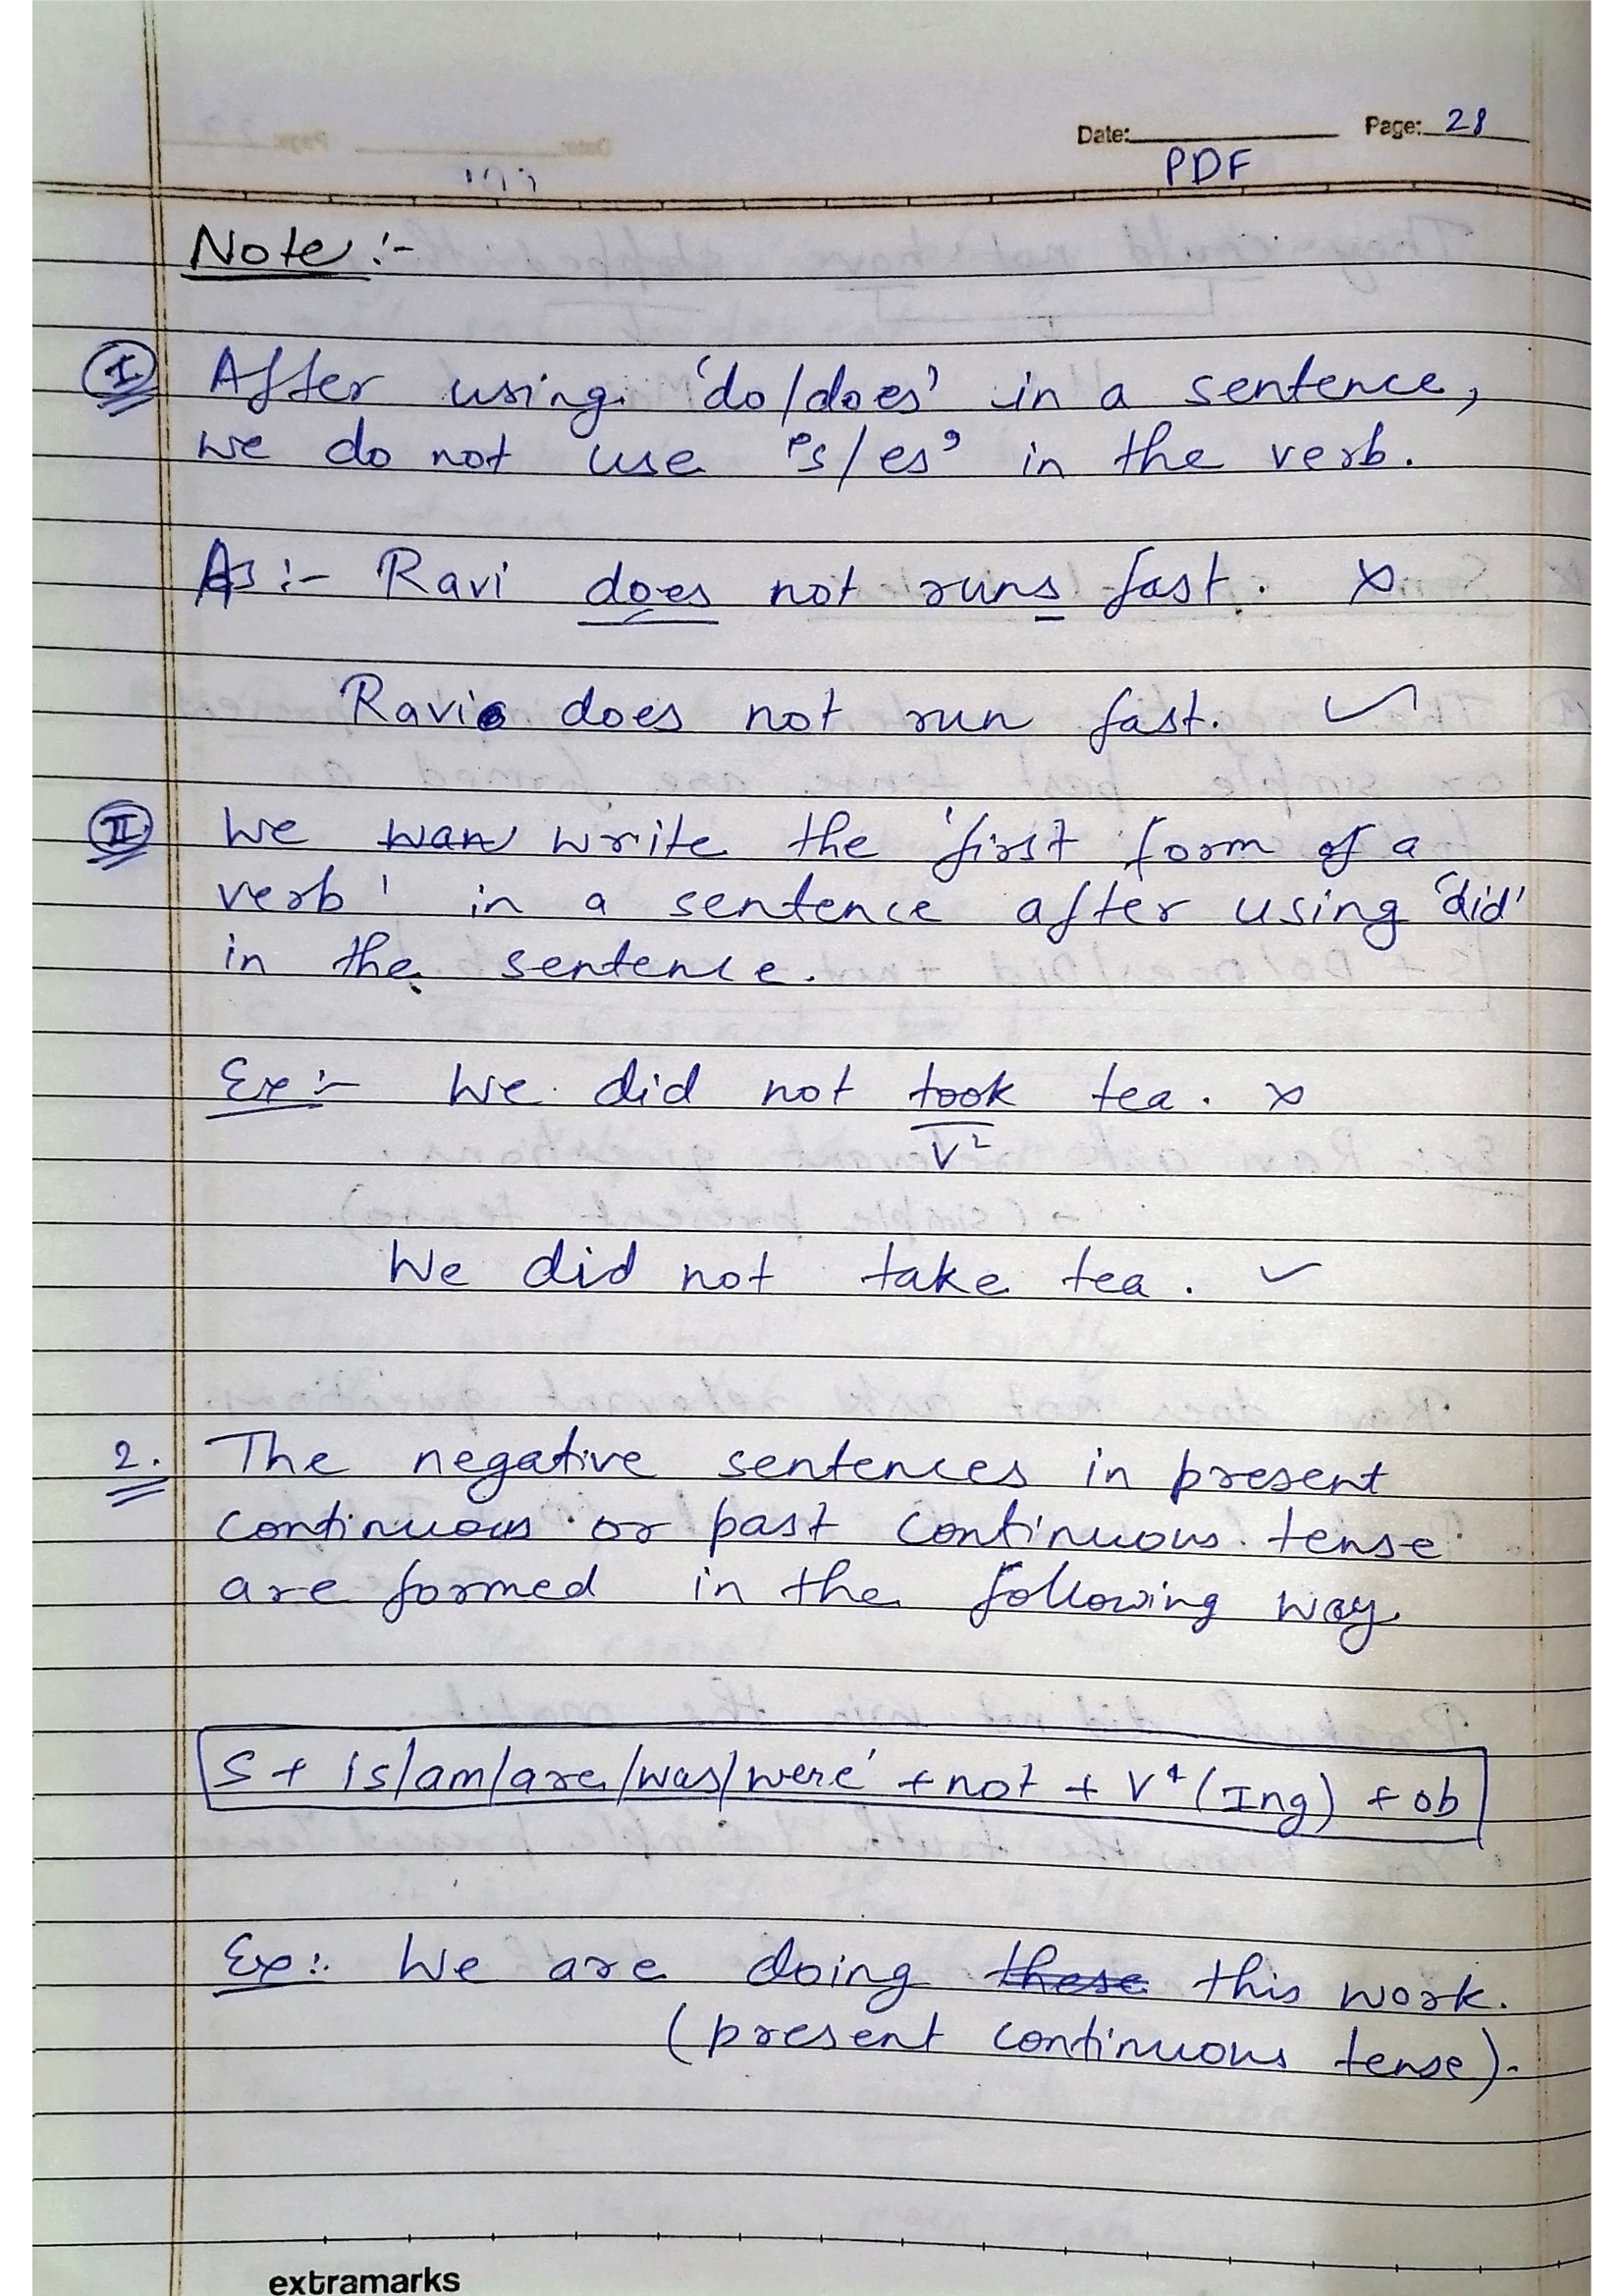 Date: Page: 28
PDF
Note :-
I After using 'do/does' in a sentence,
we do not use 's/es' in the verb.
As :- Ravi does not runs fast. ×
Ravi does not run fast. ✓
II We wan write the 'first form of a
verb' in a sentence after using 'did'
in the sentence.
Ex :- We did not took tea. ×
V²
We did not take tea. ✓
2. The negative sentences in present
continuous or past continuous tense
are formed in the following way.
S + is/am/are/was/were + not + V⁴(Ing) + ob
Ex:- We are doing these this work.
(present continuous tense).
extramarks